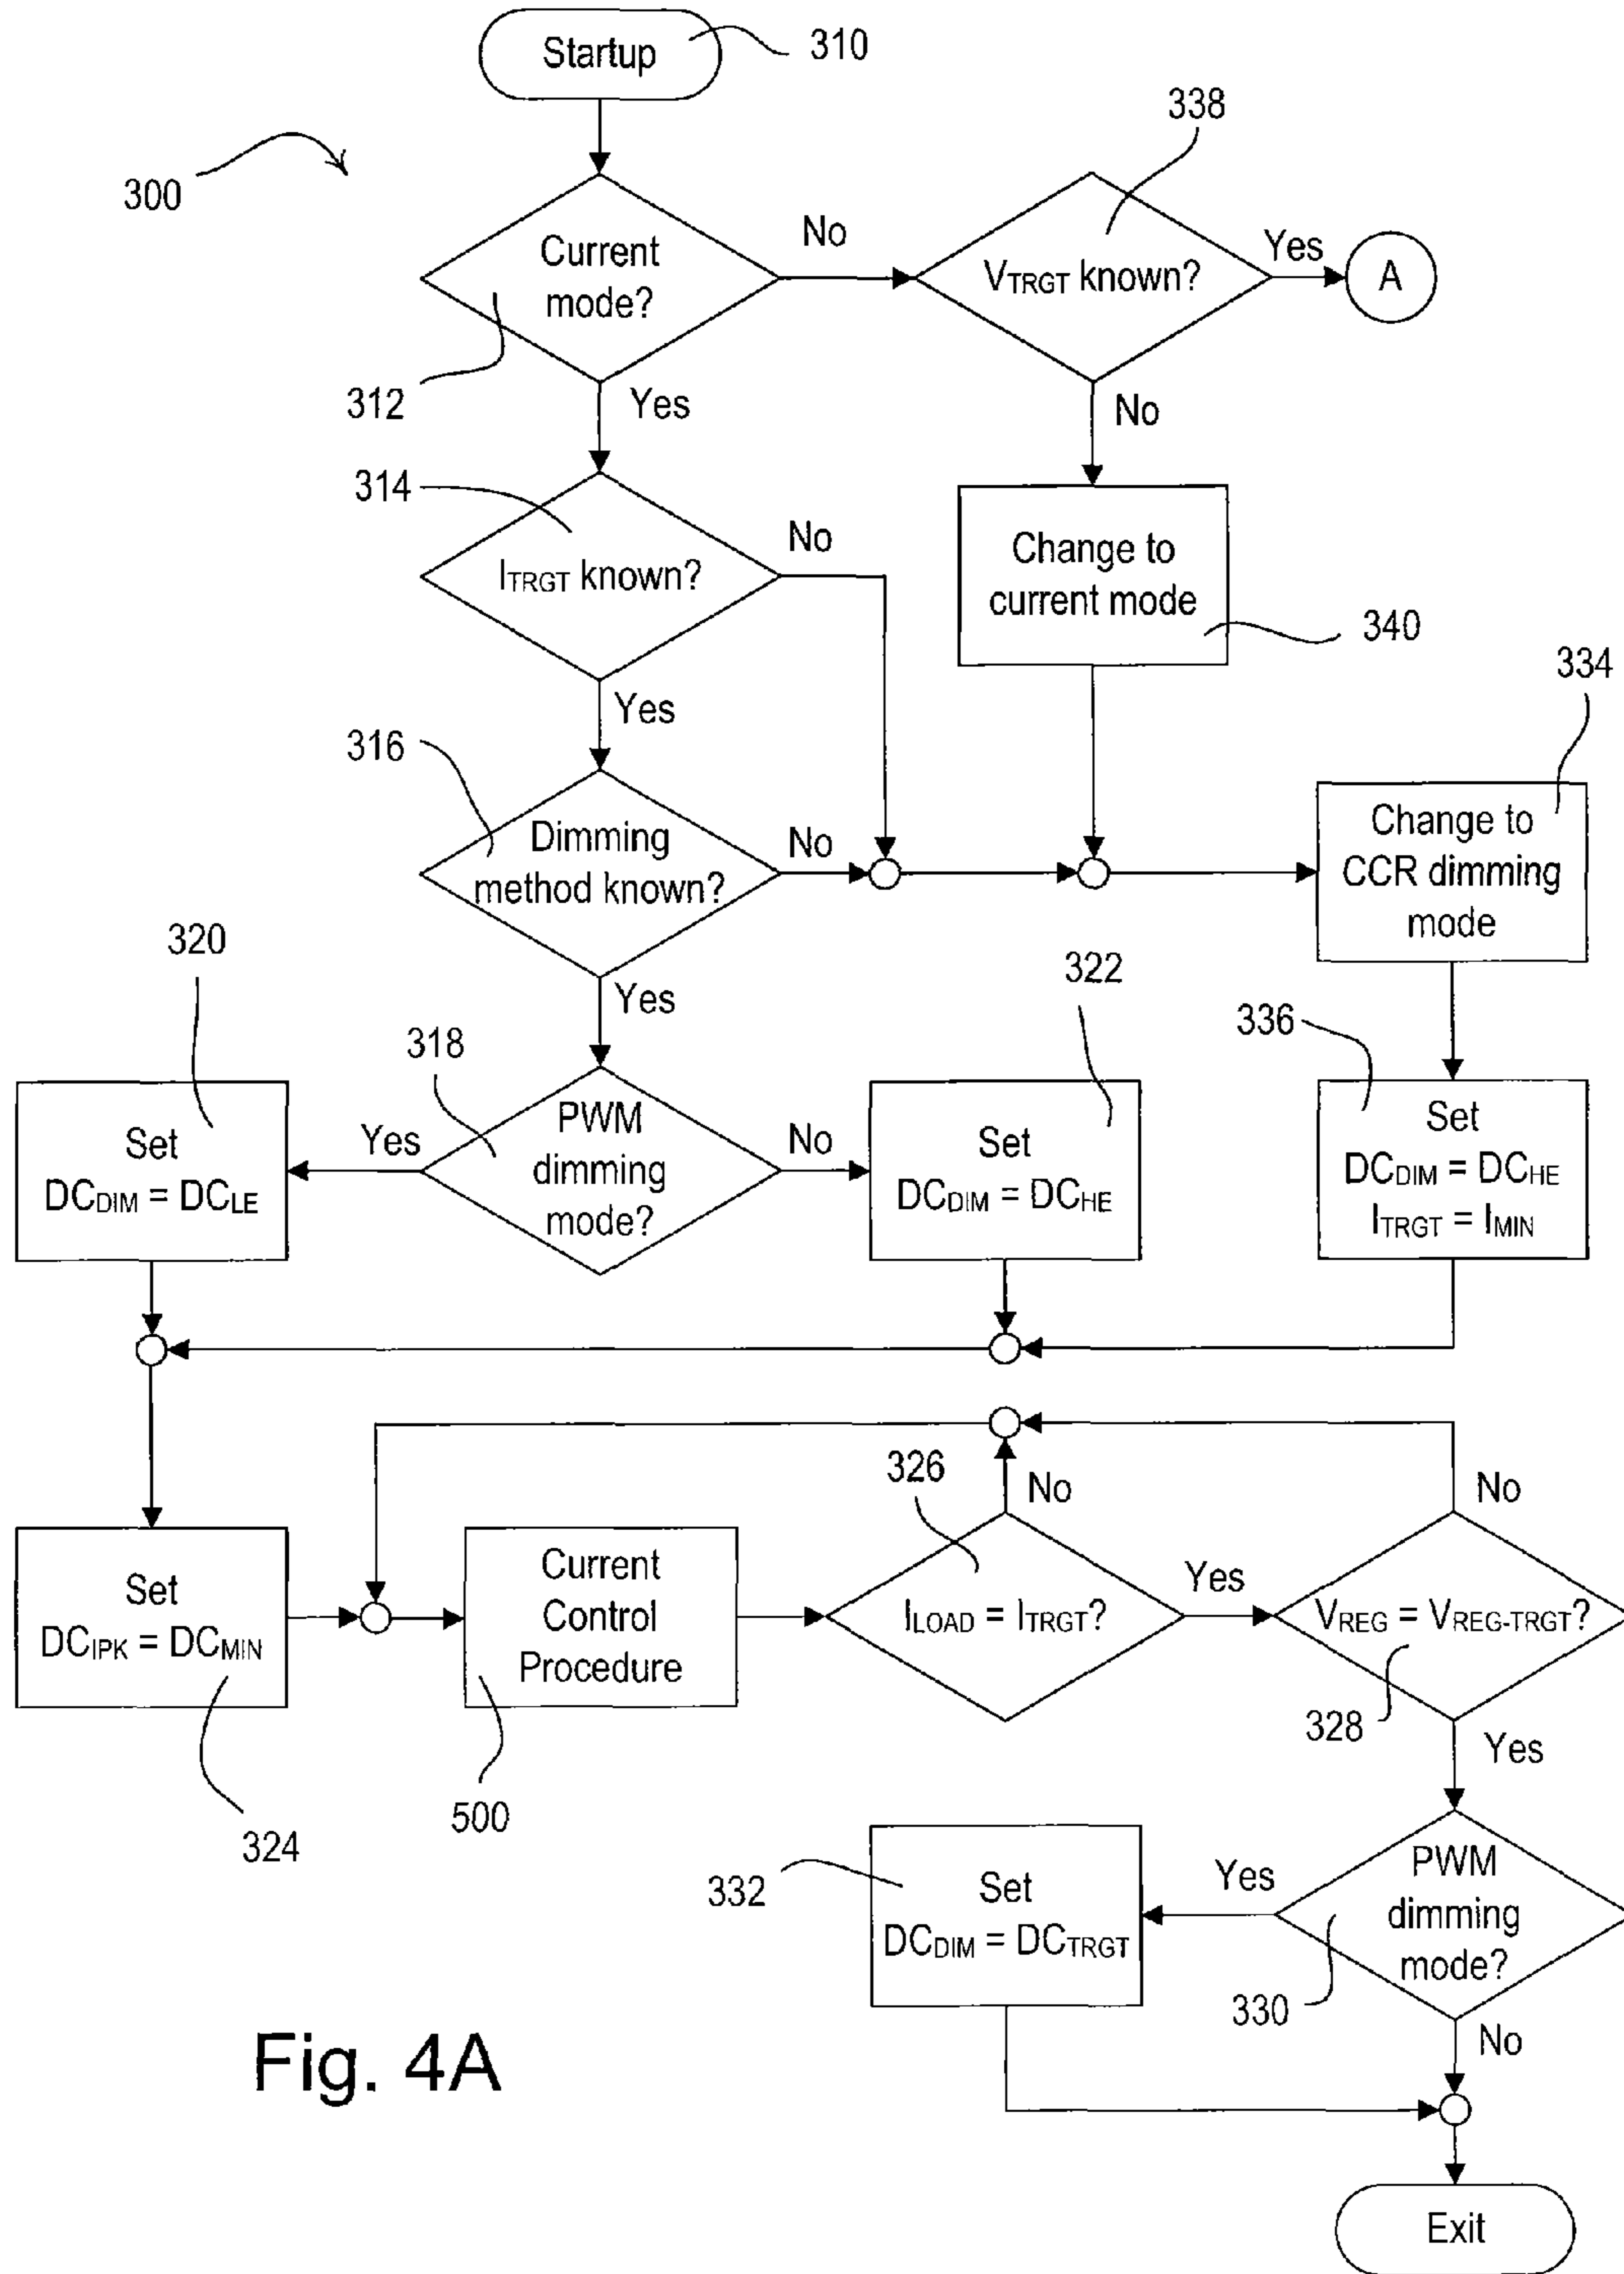 Startup
310
300
338
Current
mode?
No
VTRGT known?
Yes
A
312
Yes
No
314
ITRGT known?
No
Change to
current mode
340
334
Yes
316
Dimming
method known?
No
Change to
CCR dimming
mode
320
Yes
322
336
318
Set
DCDIM = DCLE
Yes
PWM
dimming
mode?
No
Set
DCDIM = DCHE
Set
DCDIM = DCHE
ITRGT = IMIN
326
No
No
Set
DCIPK = DCMIN
Current
Control
Procedure
ILOAD = ITRGT?
Yes
VREG = VREG-TRGT?
328
Yes
324
500
332
Set
DCDIM = DCTRGT
Yes
PWM
dimming
mode?
330
No
Fig. 4A
Exit